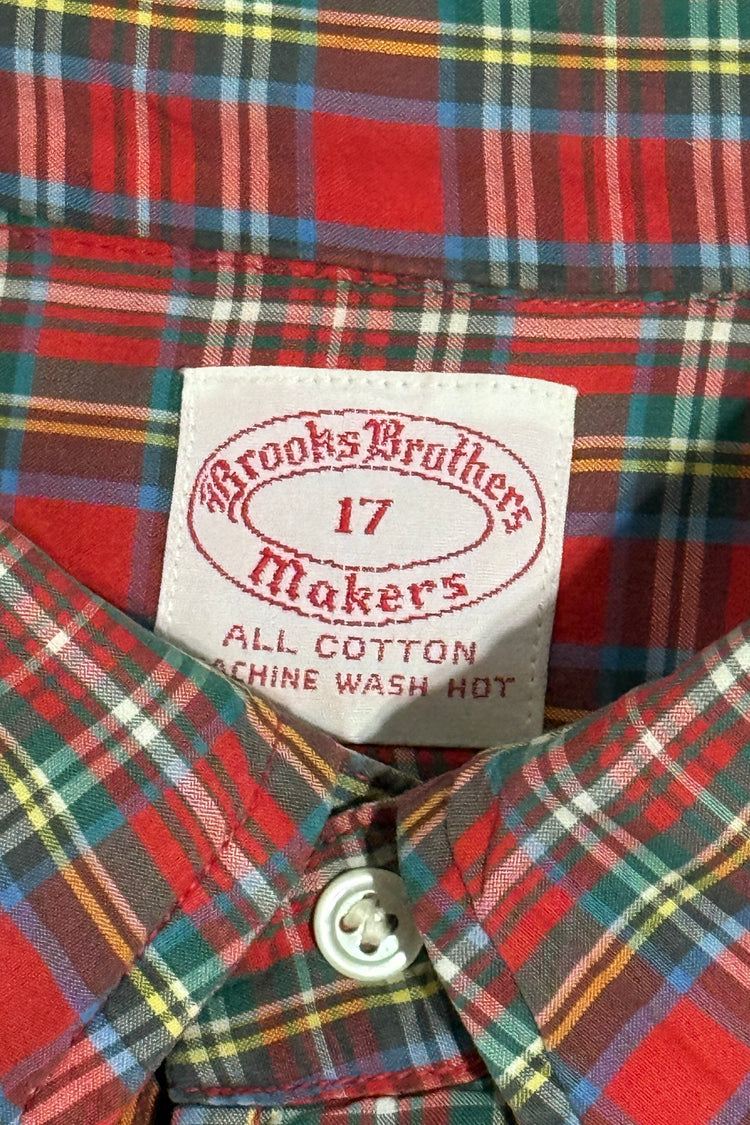 Brooks Brothers
17
Makers
ALL COTTON
ACHINE WASH HOT